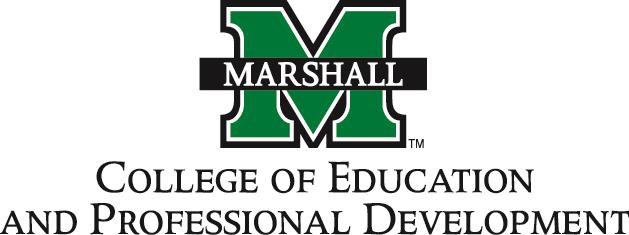 M
MARSHALL
TM
COLLEGE OF EDUCATION
AND PROFESSIONAL DEVELOPMENT